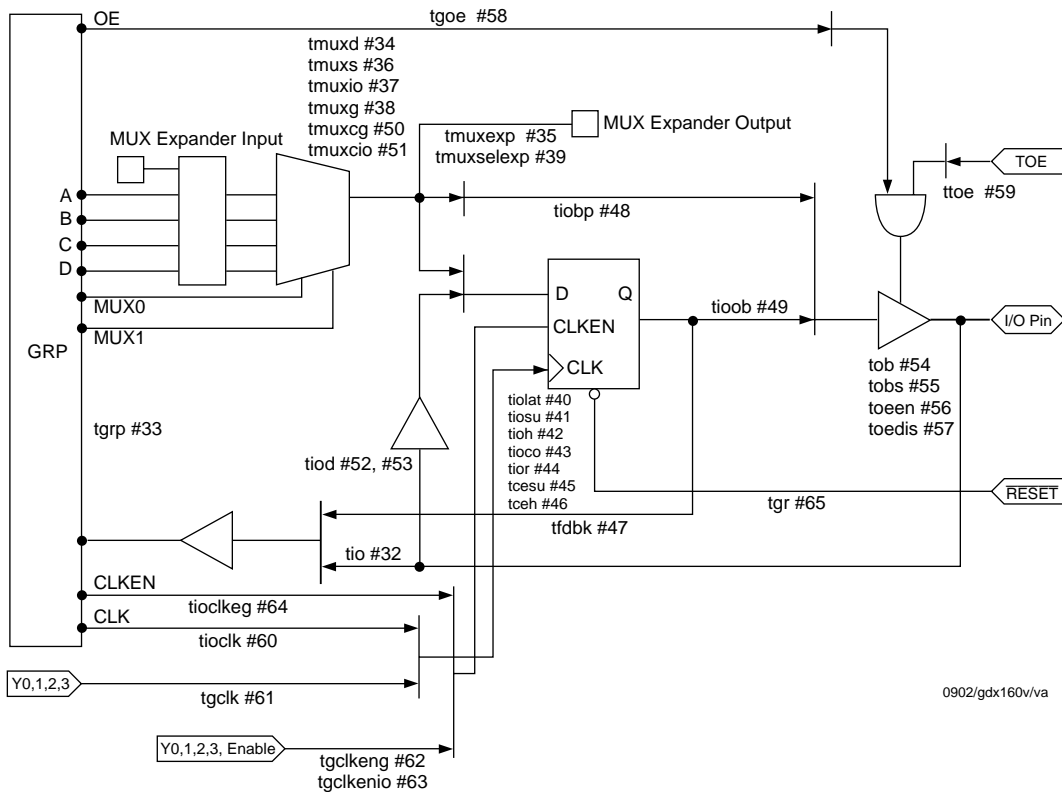 OE
tgoe #58
tmuxd #34
tmuxs #36
tmuxio #37
tmuxg #38
tmuxcg #50
tmuxcio #51
MUX Expander Input
MUX Expander Output
tmuxexp #35
tmuxselexp #39
TOE
ttoe #59
A
B
C
D
tiobp #48
MUX0
MUX1
GRP
D
Q
CLKEN
CLK
tioob #49
I/O Pin
tob #54
tobs #55
toeen #56
toedis #57
tiolat #40
tiosu #41
tioh #42
tioco #43
tior #44
tcesu #45
tceh #46
tgrp #33
tiod #52, #53
RESET
tgr #65
tfdbk #47
tio #32
CLKEN
tioclkeg #64
CLK
tioclk #60
Y0,1,2,3
tgclk #61
0902/gdx160v/va
Y0,1,2,3, Enable
tgclkeng #62
tgclkenio #63